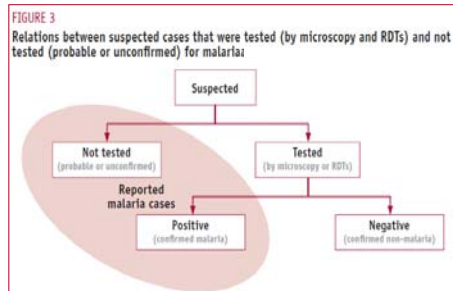 FIGURE 3
Relations between suspected cases that were tested (by microscopy and RDTs) and not
tested (probable or unconfirmed) for malaria:
Suspected
Not tested
(probable or unconfirmed)
Tested
(by microscopy or RDTs)
Reported
malaria cases
Positive
(confirmed malaria)
Negative
(confirmed non-malaria)